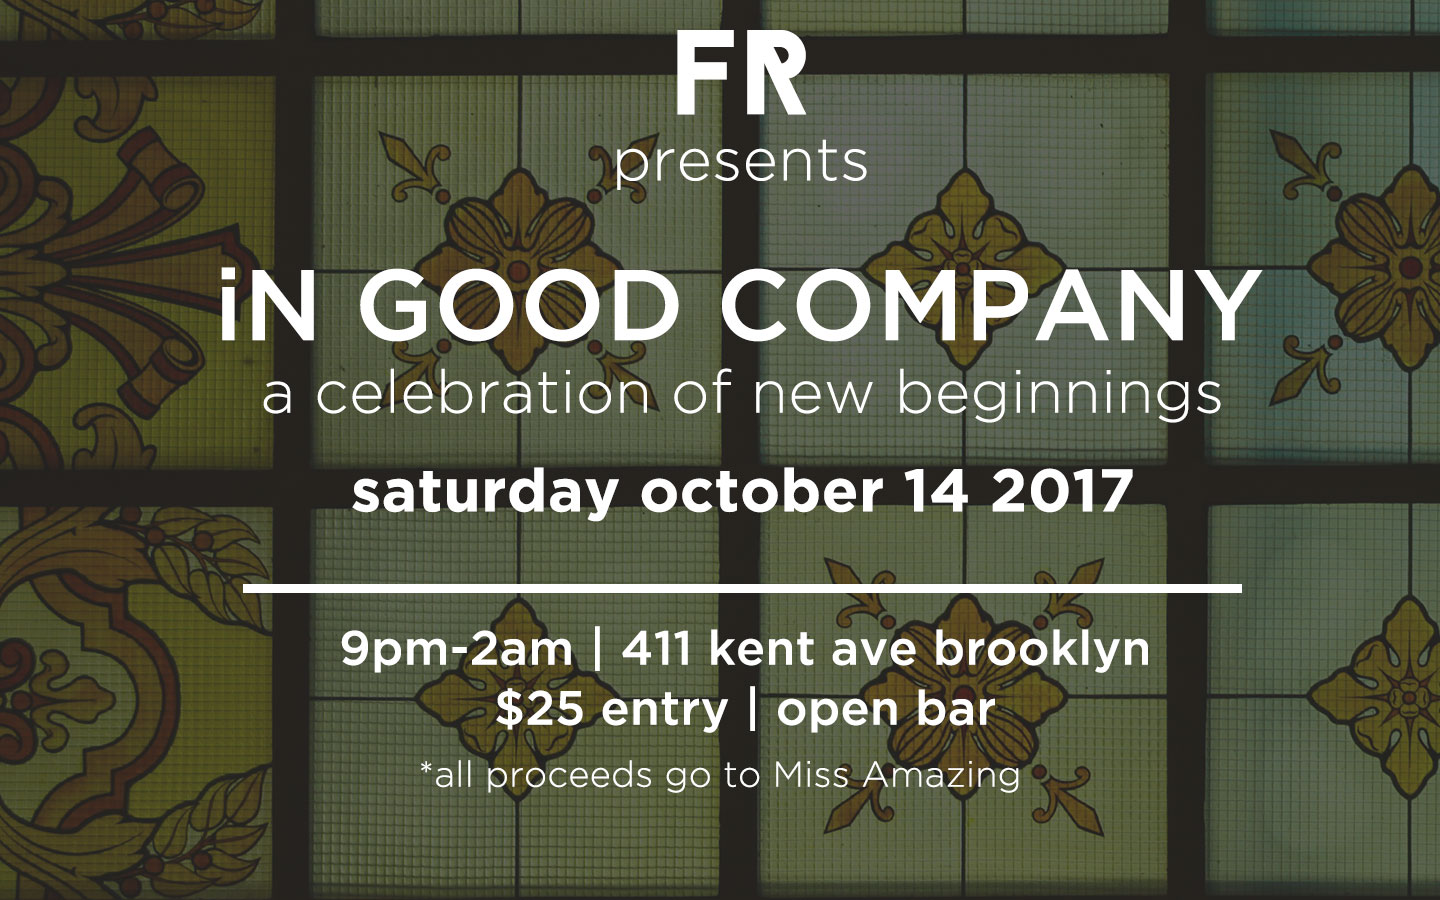 FR
presents
iN GOOD COMPANY
a celebration of new beginnings
saturday october 14 2017
9pm-2am | 411 kent ave brooklyn
$25 entry | open bar
*all proceeds go to Miss Amazing